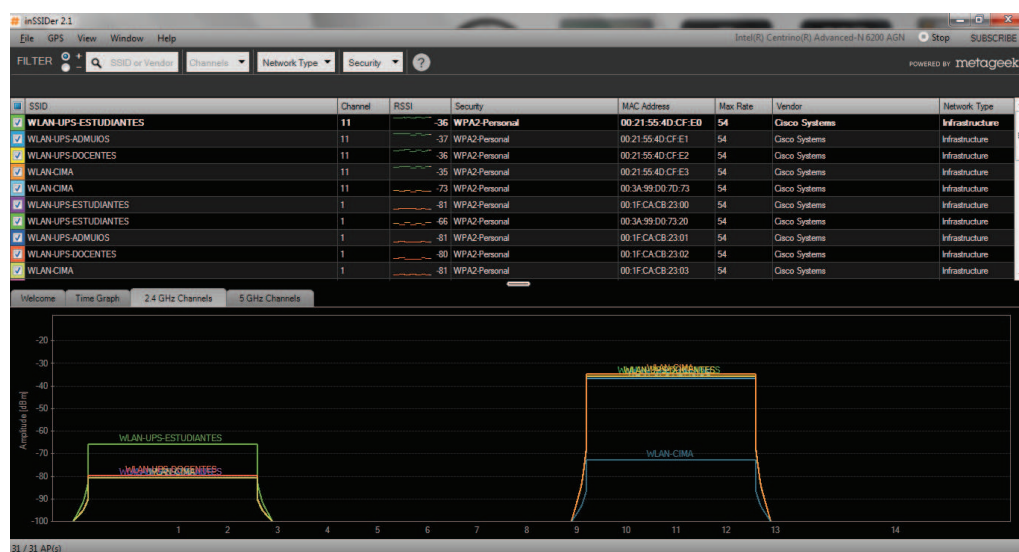 inSSIDer 2.1
File GPS View Window Help Intel(R) Centrino(R) Advanced-N 6200 AGN Stop SUBSCRIBE
FILTER + - SSID or Vendor Channels Network Type Security ? POWERED BY metageek
SSID Channel RSSI Security MAC Address Max Rate Vendor Network Type
WLAN-UPS-ESTUDIANTES 11 -36 WPA2-Personal 00:21:55:4D:CF:E0 54 Cisco Systems Infrastructure
WLAN-UPS-ADMUIOS 11 -37 WPA2-Personal 00:21:55:4D:CF:E1 54 Cisco Systems Infrastructure
WLAN-UPS-DOCENTES 11 -36 WPA2-Personal 00:21:55:4D:CF:E2 54 Cisco Systems Infrastructure
WLAN-CIMA 11 -35 WPA2-Personal 00:21:55:4D:CF:E3 54 Cisco Systems Infrastructure
WLAN-CIMA 11 -73 WPA2-Personal 00:3A:99:D0:7D:73 54 Cisco Systems Infrastructure
WLAN-UPS-ESTUDIANTES 1 -81 WPA2-Personal 00:1F:CA:CB:23:00 54 Cisco Systems Infrastructure
WLAN-UPS-ESTUDIANTES 1 -66 WPA2-Personal 00:3A:99:D0:73:20 54 Cisco Systems Infrastructure
WLAN-UPS-ADMUIOS 1 -81 WPA2-Personal 00:1F:CA:CB:23:01 54 Cisco Systems Infrastructure
WLAN-UPS-DOCENTES 1 -80 WPA2-Personal 00:1F:CA:CB:23:02 54 Cisco Systems Infrastructure
WLAN-CIMA 1 -81 WPA2-Personal 00:1F:CA:CB:23:03 54 Cisco Systems Infrastructure
Welcome Time Graph 2.4 GHz Channels 5 GHz Channels
-20
-30
-40
-50
-60
-70
-80
-90
-100
Amplitude [dBm]
WLAN-UPS-ESTUDIANTES
WLAN-CIMA
1 2 3 4 5 6 7 8 9 10 11 12 13 14
31 / 31 AP(s)